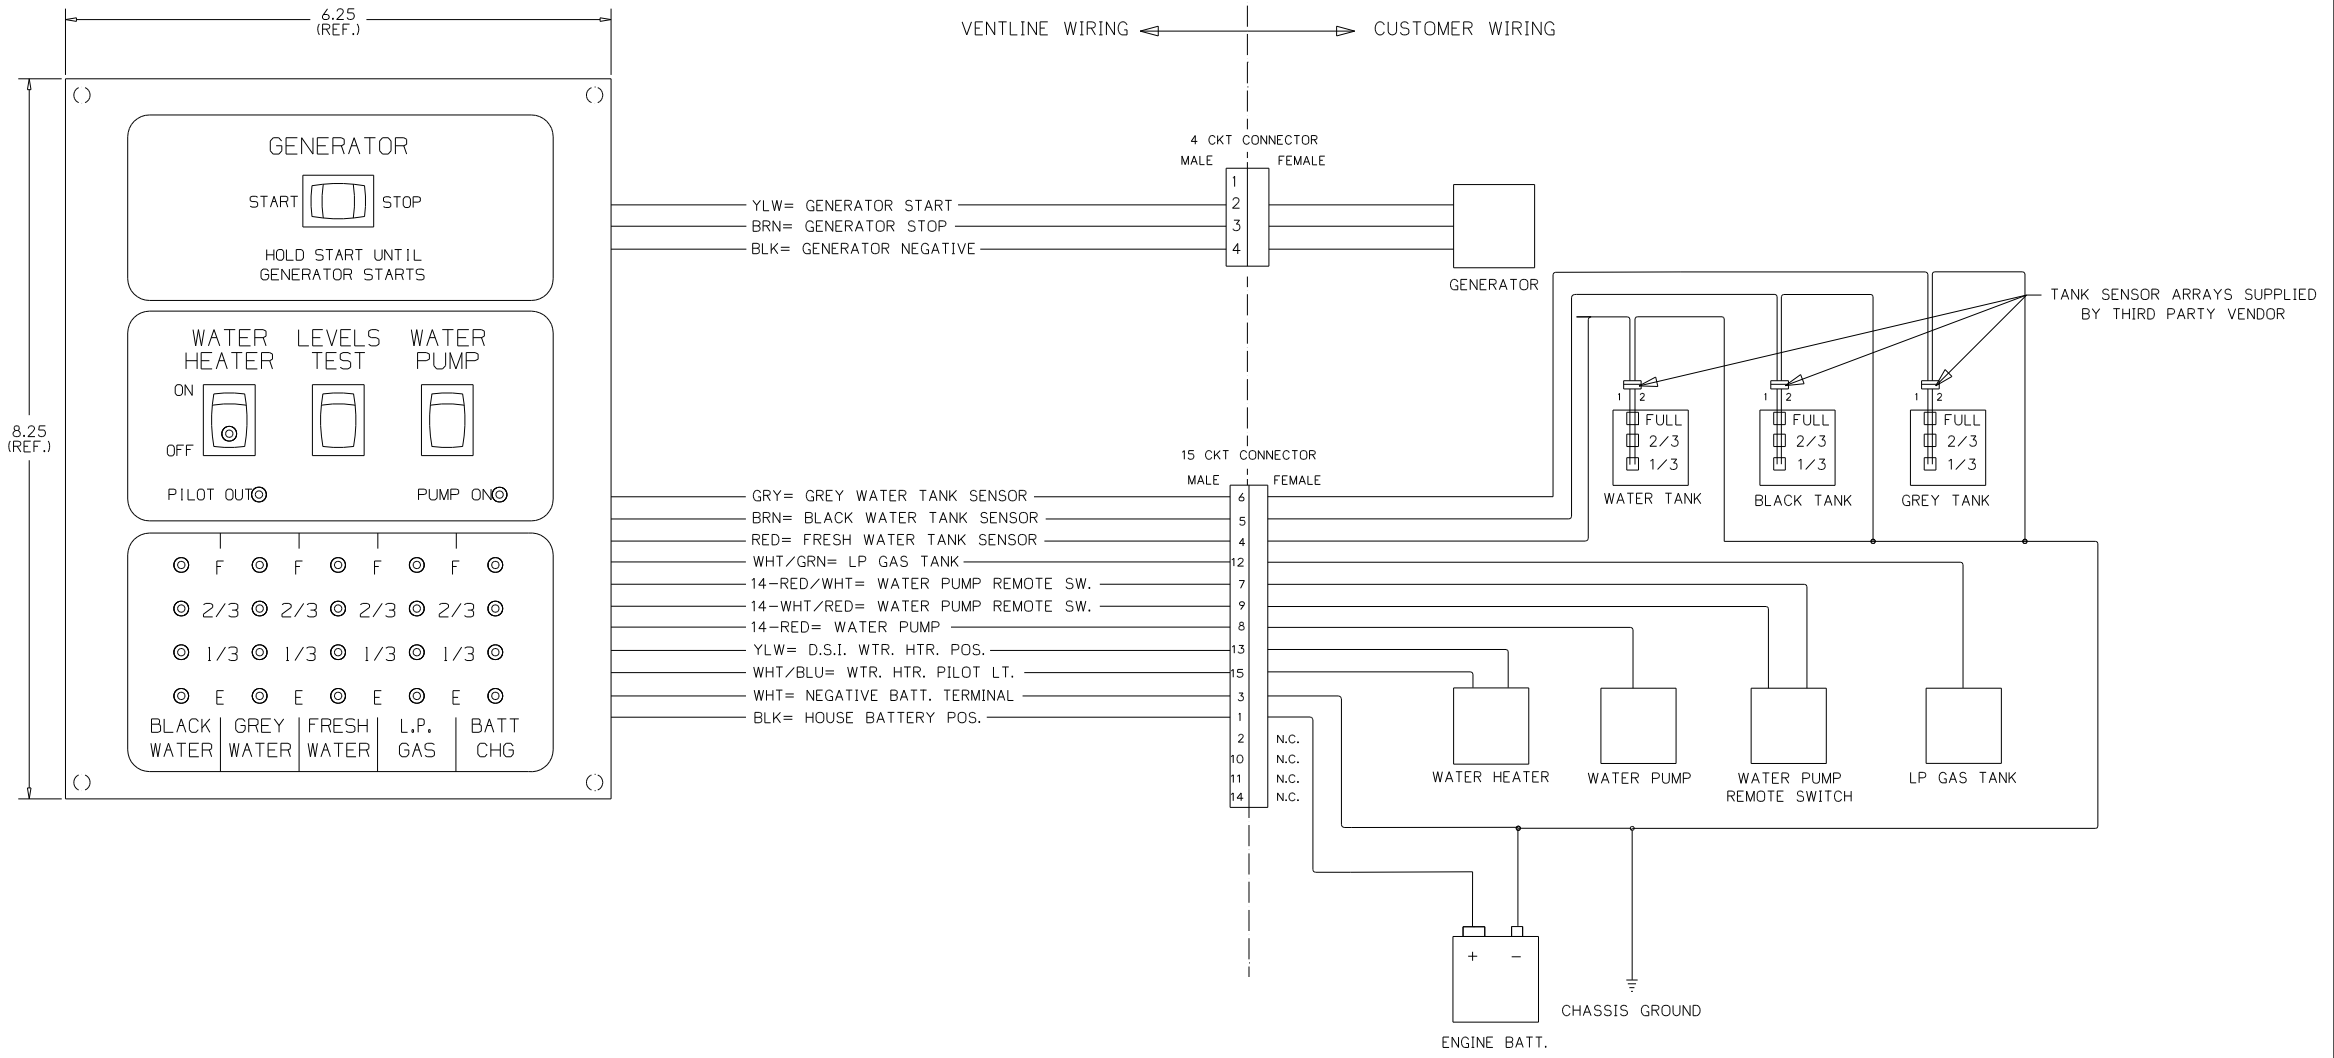 6.25
(REF.)
VENTLINE WIRING
CUSTOMER WIRING
8.25
(REF.)
GENERATOR
START
STOP
HOLD START UNTIL
GENERATOR STARTS
WATER
HEATER
LEVELS
TEST
WATER
PUMP
ON
OFF
PILOT OUT
PUMP ON
F F F F
2/3 2/3 2/3 2/3
1/3 1/3 1/3 1/3
E E E E
BLACK
WATER
GREY
WATER
FRESH
WATER
L.P.
GAS
BATT
CHG
4 CKT CONNECTOR
MALE FEMALE
1
YLW= GENERATOR START 2
BRN= GENERATOR STOP 3
BLK= GENERATOR NEGATIVE 4
GENERATOR
15 CKT CONNECTOR
MALE FEMALE
GRY= GREY WATER TANK SENSOR 6
BRN= BLACK WATER TANK SENSOR 5
RED= FRESH WATER TANK SENSOR 4
WHT/GRN= LP GAS TANK 12
14-RED/WHT= WATER PUMP REMOTE SW. 7
14-WHT/RED= WATER PUMP REMOTE SW. 9
14-RED= WATER PUMP 8
YLW= D.S.I. WTR. HTR. POS. 13
WHT/BLU= WTR. HTR. PILOT LT. 15
WHT= NEGATIVE BATT. TERMINAL 3
BLK= HOUSE BATTERY POS. 1
2 N.C.
10 N.C.
11 N.C.
14 N.C.
TANK SENSOR ARRAYS SUPPLIED
BY THIRD PARTY VENDOR
1 2
FULL
2/3
1/3
WATER TANK
1 2
FULL
2/3
1/3
BLACK TANK
1 2
FULL
2/3
1/3
GREY TANK
WATER HEATER
WATER PUMP
WATER PUMP
REMOTE SWITCH
LP GAS TANK
+ −
ENGINE BATT.
CHASSIS GROUND